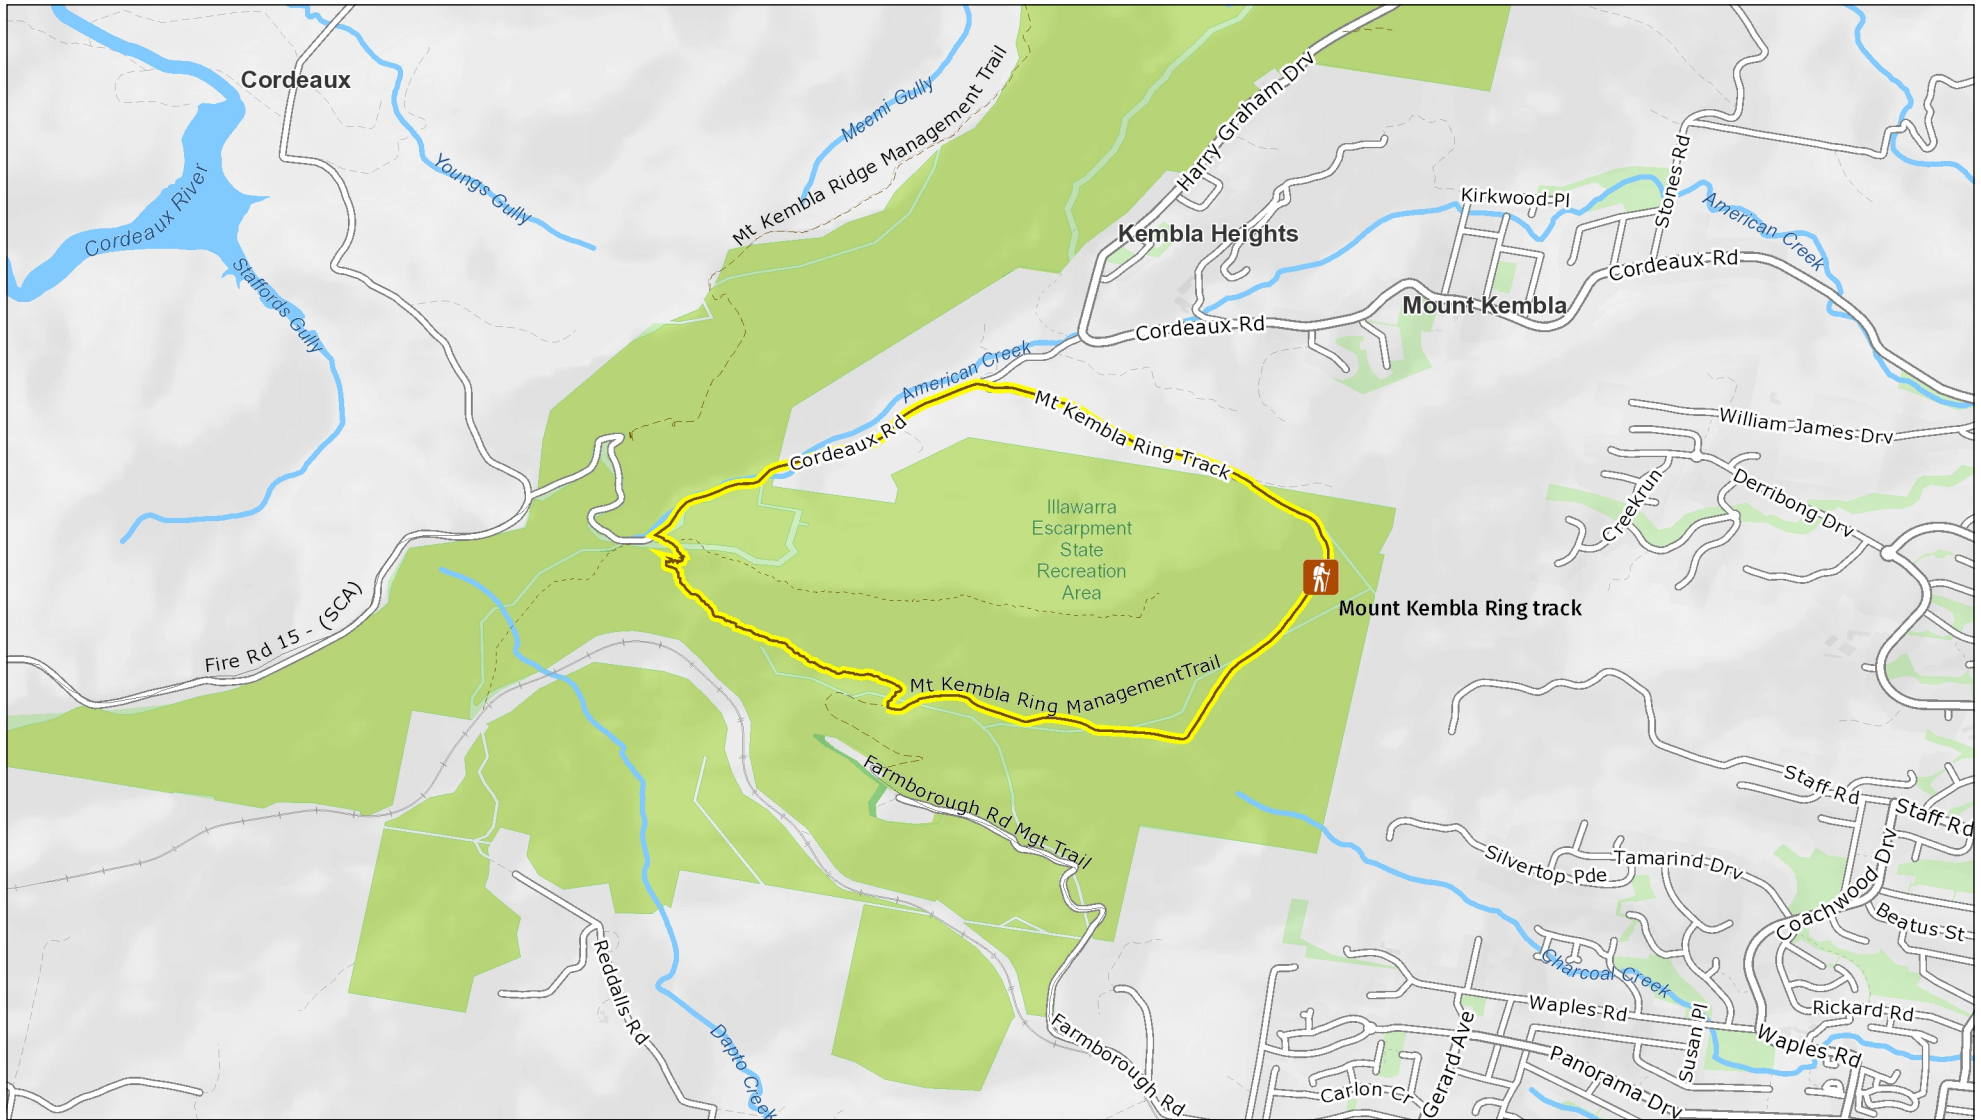 Cordeaux
Meemi Gully
Mt Kembla Ridge Management Trail
Harry Graham Drv
Youngs Gully
Cordeaux River
Staffords Gully
Kembla Heights
Kirkwood Pl
Stones Rd
American Creek
Cordeaux Rd
Mount Kembla
Cordeaux Rd
American Creek
Mt Kembla Ring Track
Cordeaux Rd
William James Drv
Creekrun
Derribong Drv
Illawarra
Escarpment
State
Recreation
Area
Mount Kembla Ring track
Fire Rd 15 - (SCA)
Mt Kembla Ring ManagementTrail
Farmborough Rd Mgt Trail
Staff Rd
Staff Rd
Silvertop Pde
Tamarind Drv
Coachwood Drv
Beatus St
Reddalls Rd
Charcoal Creek
Waples Rd
Rickard Rd
Susan Pl
Waples Rd
Dapto Creek
Farmborough Rd
Gerard Ave
Panorama Drv
Carlon Cr